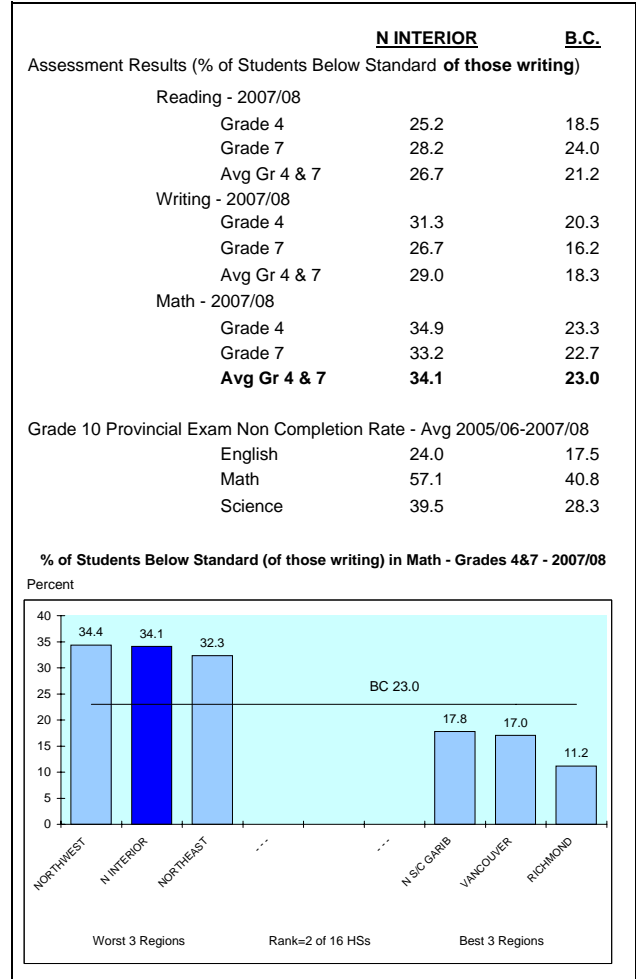 N INTERIOR B.C.
Assessment Results (% of Students Below Standard of those writing)
Reading - 2007/08
Grade 4 25.2 18.5
Grade 7 28.2 24.0
Avg Gr 4 & 7 26.7 21.2
Writing - 2007/08
Grade 4 31.3 20.3
Grade 7 26.7 16.2
Avg Gr 4 & 7 29.0 18.3
Math - 2007/08
Grade 4 34.9 23.3
Grade 7 33.2 22.7
Avg Gr 4 & 7 34.1 23.0
Grade 10 Provincial Exam Non Completion Rate - Avg 2005/06-2007/08
English 24.0 17.5
Math 57.1 40.8
Science 39.5 28.3
% of Students Below Standard (of those writing) in Math - Grades 4&7 - 2007/08
Percent
40
35
30
25
20
15
10
5
0
34.4 34.1 32.3
BC 23.0
17.8 17.0 11.2
NORTHWEST N INTERIOR NORTHEAST - - - - - - N S/C GARIB VANCOUVER RICHMOND
Worst 3 Regions Rank=2 of 16 HSs Best 3 Regions